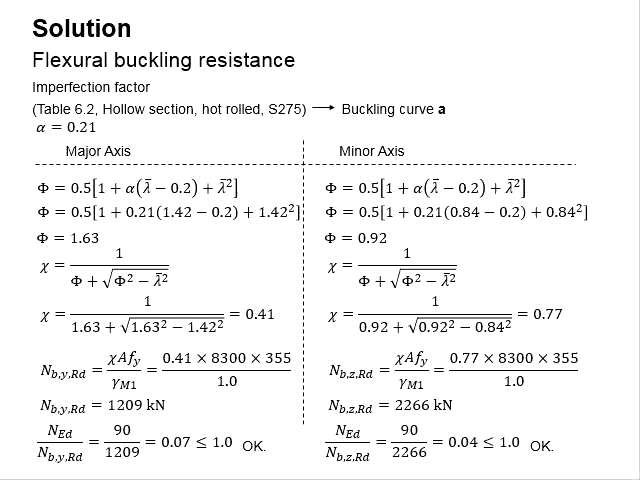 Solution
Flexural buckling resistance
Imperfection factor
(Table 6.2, Hollow section, hot rolled, S275) → Buckling curve a
α = 0.21
Major Axis
Φ = 0.5[1 + α(λ̄ − 0.2) + λ̄²]
Φ = 0.5[1 + 0.21(1.42 − 0.2) + 1.42²]
Φ = 1.63
χ = 1 / (Φ + √(Φ² − λ̄²))
χ = 1 / (1.63 + √(1.63² − 1.42²)) = 0.41
N_b,y,Rd = χAf_y / γ_M1 = 0.41 × 8300 × 355 / 1.0
N_b,y,Rd = 1209 kN
N_Ed / N_b,y,Rd = 90 / 1209 = 0.07 ≤ 1.0 OK.
Minor Axis
Φ = 0.5[1 + α(λ̄ − 0.2) + λ̄²]
Φ = 0.5[1 + 0.21(0.84 − 0.2) + 0.84²]
Φ = 0.92
χ = 1 / (Φ + √(Φ² − λ̄²))
χ = 1 / (0.92 + √(0.92² − 0.84²)) = 0.77
N_b,z,Rd = χAf_y / γ_M1 = 0.77 × 8300 × 355 / 1.0
N_b,z,Rd = 2266 kN
N_Ed / N_b,z,Rd = 90 / 2266 = 0.04 ≤ 1.0 OK.